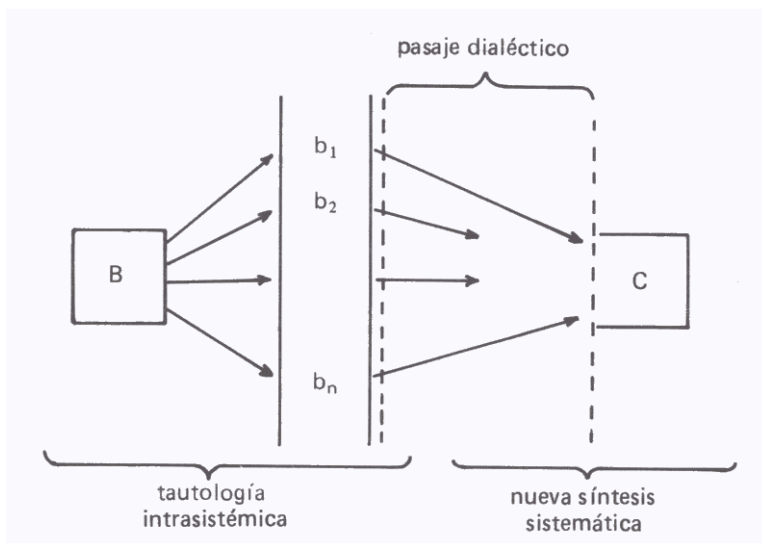 pasaje dialéctico
b1
b2
B
C
bn
tautología
intrasistémica
nueva síntesis
sistemática